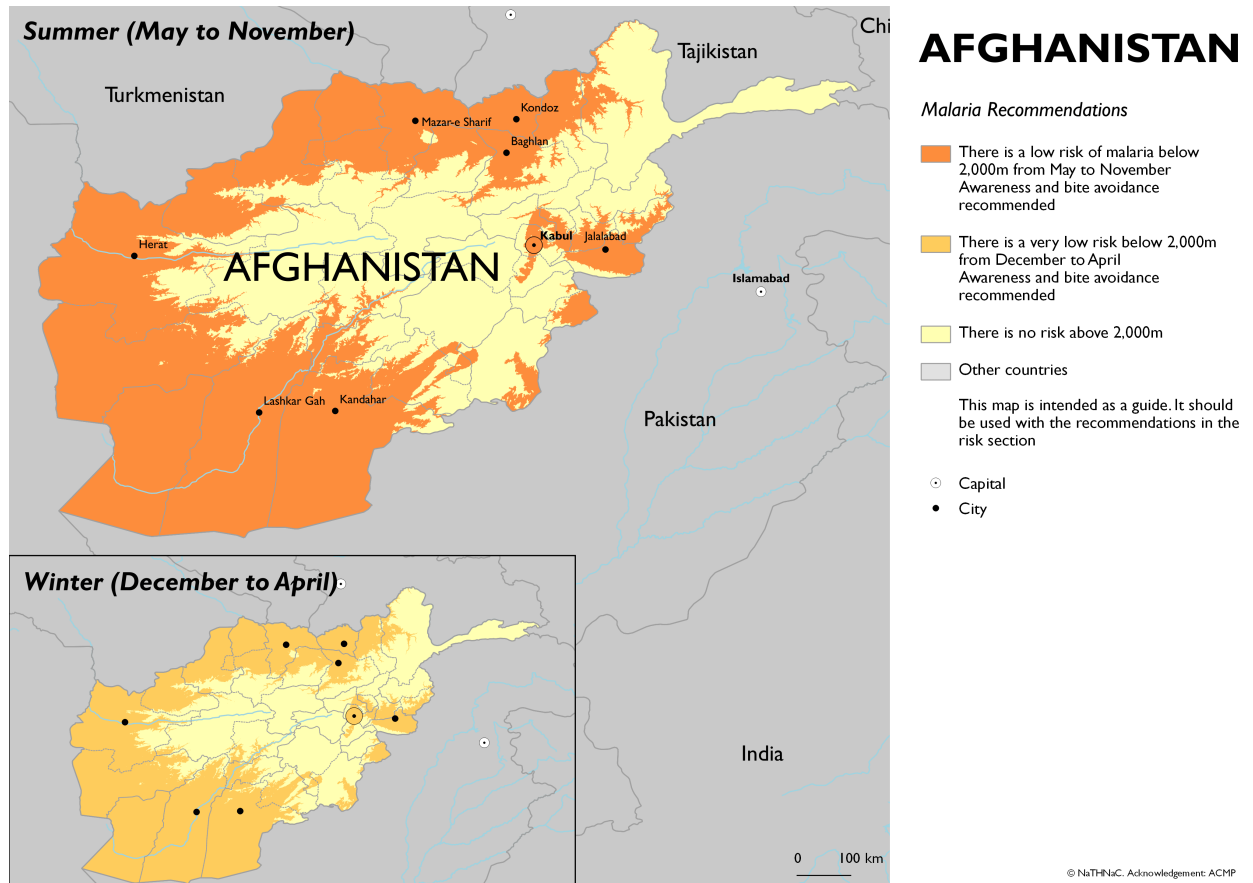 Summer (May to November)
Chi
Tajikistan
Turkmenistan
Kondoz
Mazar-e Sharif
Baghlan
Herat
Kabul
Jalalabad
AFGHANISTAN
Islamabad
Lashkar Gah
Kandahar
Pakistan
Winter (December to April)
India
0
100 km
AFGHANISTAN
Malaria Recommendations
There is a low risk of malaria below
2,000m from May to November
Awareness and bite avoidance
recommended
There is a very low risk below 2,000m
from December to April
Awareness and bite avoidance
recommended
There is no risk above 2,000m
Other countries
This map is intended as a guide. It should
be used with the recommendations in the
risk section
Capital
City
© NaTHNaC. Acknowledgement: ACMP